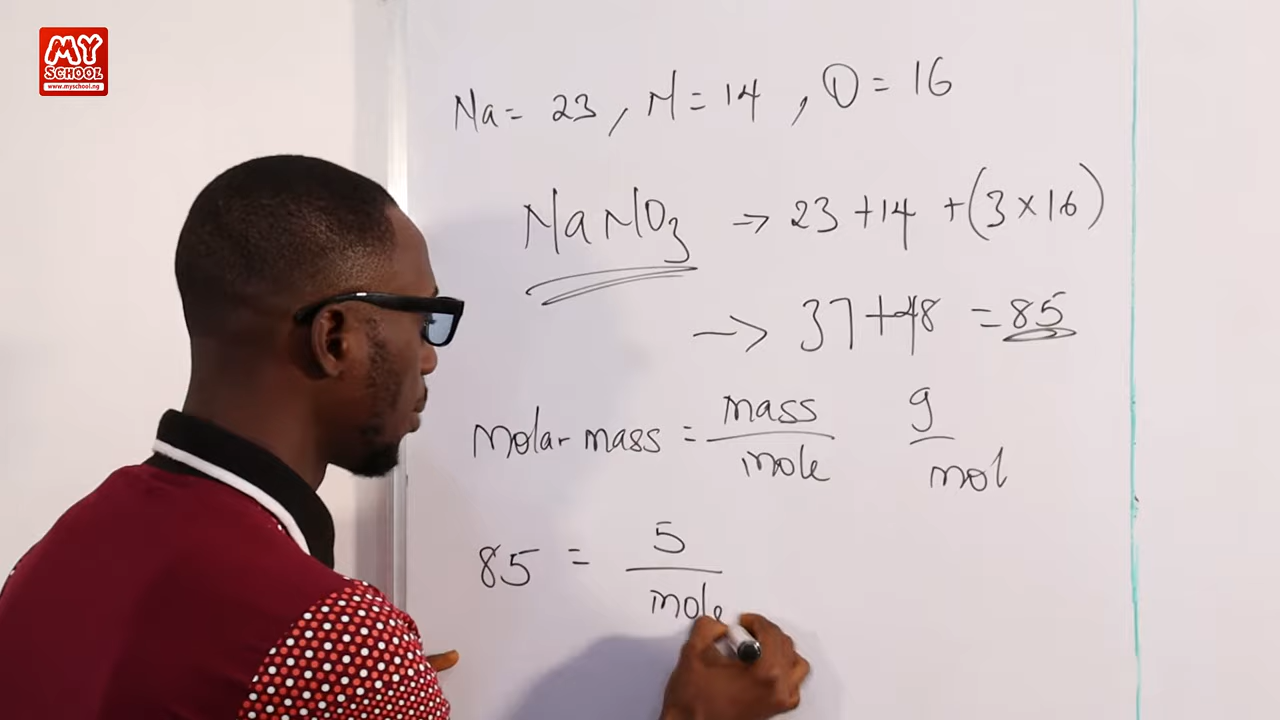 MY
SCHOOL
www.myschool.ng
Na = 23 , N = 14 , O = 16
NaNO3 → 23 + 14 + (3 × 16)
→ 37 + 48 = 85
molar mass = mass / mole g / mol
85 = 5 / mole